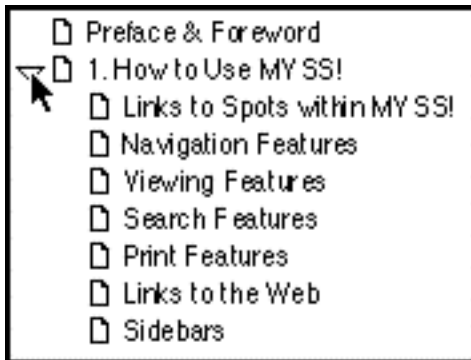 Preface & Foreword
1. How to Use MY SS!
Links to Spots within MY SS!
Navigation Features
Viewing Features
Search Features
Print Features
Links to the Web
Sidebars